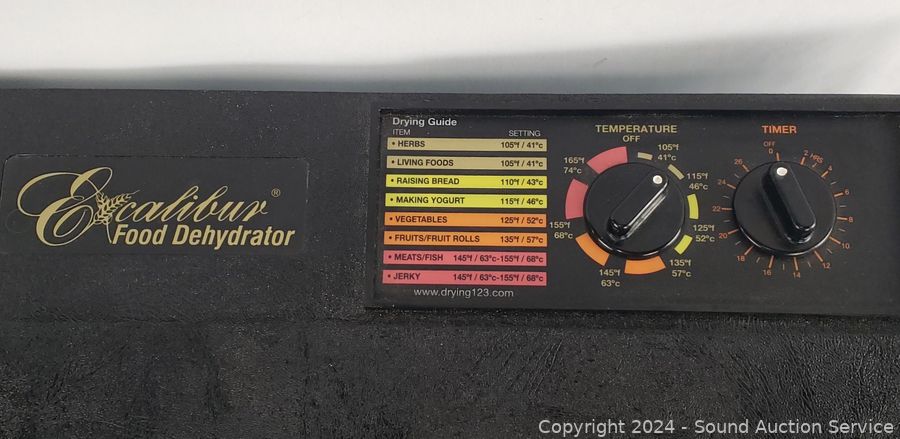 Excalibur®
Food Dehydrator
Drying Guide
ITEM SETTING
• HERBS 105°f / 41°c
• LIVING FOODS 105°f / 41°c
• RAISING BREAD 110°f / 43°c
• MAKING YOGURT 115°f / 46°c
• VEGETABLES 125°f / 52°c
• FRUITS/FRUIT ROLLS 135°f / 57°c
• MEATS/FISH 145°f / 63°c-155°f / 68°c
• JERKY 145°f / 63°c-155°f / 68°c
www.drying123.com
TEMPERATURE
OFF
105°f
41°c
115°f
46°c
125°f
52°c
135°f
57°c
145°f
63°c
155°f
68°c
165°f
74°c
TIMER
OFF
0
2 HRS
4
6
8
10
12
14
16
18
20
22
24
26
Copyright 2024 - Sound Auction Service